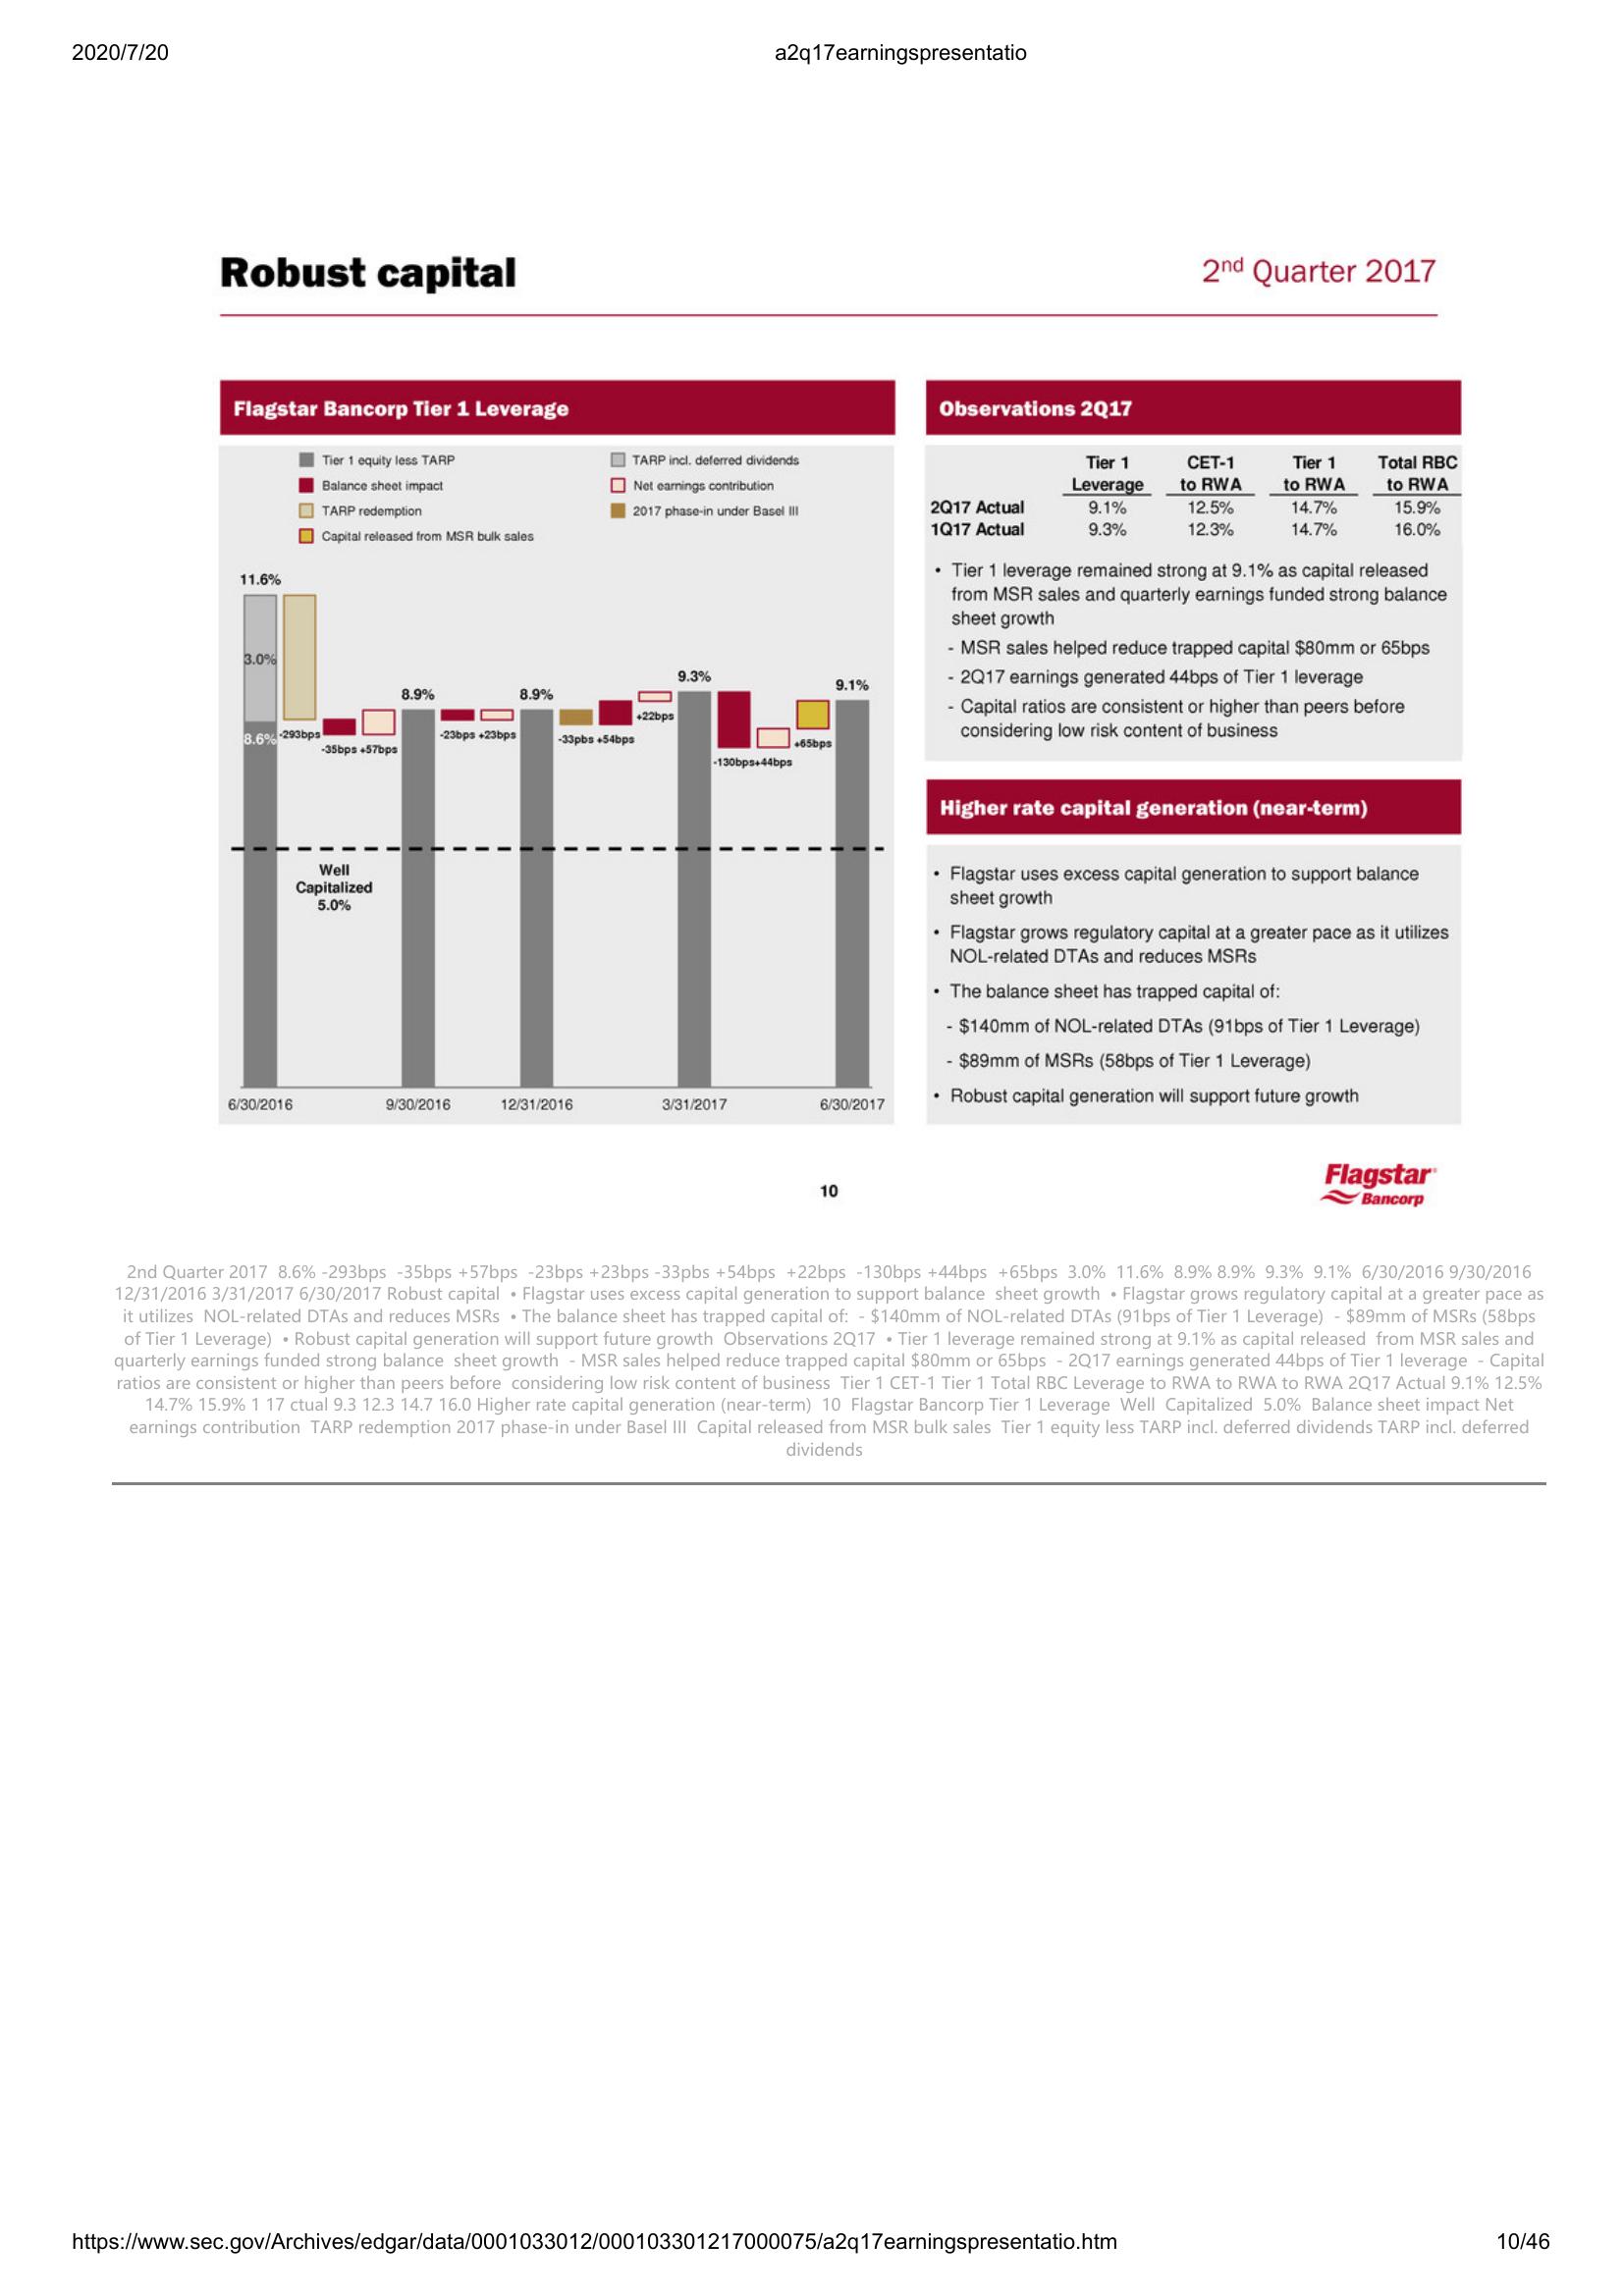 2020/7/20
a2q17earningspresentatio
Robust capital
2nd Quarter 2017
Flagstar Bancorp Tier 1 Leverage
Tier 1 equity less TARP
TARP incl. deferred dividends
Balance sheet impact
Net earnings contribution
TARP redemption
2017 phase-in under Basel III
Capital released from MSR bulk sales
11.6%
3.0%
8.6%
-293bps
-35bps +57bps
8.9%
-23bps +23bps
8.9%
-33pbs +54bps
+22bps
9.3%
-130bps+44bps
+65bps
9.1%
Well
Capitalized
5.0%
6/30/2016 9/30/2016 12/31/2016 3/31/2017 6/30/2017
Observations 2Q17
Tier 1 CET-1 Tier 1 Total RBC
Leverage to RWA to RWA to RWA
2Q17 Actual 9.1% 12.5% 14.7% 15.9%
1Q17 Actual 9.3% 12.3% 14.7% 16.0%
• Tier 1 leverage remained strong at 9.1% as capital released
from MSR sales and quarterly earnings funded strong balance
sheet growth
- MSR sales helped reduce trapped capital $80mm or 65bps
- 2Q17 earnings generated 44bps of Tier 1 leverage
- Capital ratios are consistent or higher than peers before
considering low risk content of business
Higher rate capital generation (near-term)
• Flagstar uses excess capital generation to support balance
sheet growth
• Flagstar grows regulatory capital at a greater pace as it utilizes
NOL-related DTAs and reduces MSRs
• The balance sheet has trapped capital of:
- $140mm of NOL-related DTAs (91bps of Tier 1 Leverage)
- $89mm of MSRs (58bps of Tier 1 Leverage)
• Robust capital generation will support future growth
10
Flagstar
Bancorp
2nd Quarter 2017 8.6% -293bps -35bps +57bps -23bps +23bps -33pbs +54bps +22bps -130bps +44bps +65bps 3.0% 11.6% 8.9% 8.9% 9.3% 9.1% 6/30/2016 9/30/2016
12/31/2016 3/31/2017 6/30/2017 Robust capital • Flagstar uses excess capital generation to support balance sheet growth • Flagstar grows regulatory capital at a greater pace as
it utilizes NOL-related DTAs and reduces MSRs • The balance sheet has trapped capital of: - $140mm of NOL-related DTAs (91bps of Tier 1 Leverage) - $89mm of MSRs (58bps
of Tier 1 Leverage) • Robust capital generation will support future growth Observations 2Q17 • Tier 1 leverage remained strong at 9.1% as capital released from MSR sales and
quarterly earnings funded strong balance sheet growth - MSR sales helped reduce trapped capital $80mm or 65bps - 2Q17 earnings generated 44bps of Tier 1 leverage - Capital
ratios are consistent or higher than peers before considering low risk content of business Tier 1 CET-1 Tier 1 Total RBC Leverage to RWA to RWA to RWA 2Q17 Actual 9.1% 12.5%
14.7% 15.9% 1 17 ctual 9.3 12.3 14.7 16.0 Higher rate capital generation (near-term) 10 Flagstar Bancorp Tier 1 Leverage Well Capitalized 5.0% Balance sheet impact Net
earnings contribution TARP redemption 2017 phase-in under Basel III Capital released from MSR bulk sales Tier 1 equity less TARP incl. deferred dividends TARP incl. deferred
dividends
https://www.sec.gov/Archives/edgar/data/0001033012/000103301217000075/a2q17earningspresentatio.htm
10/46